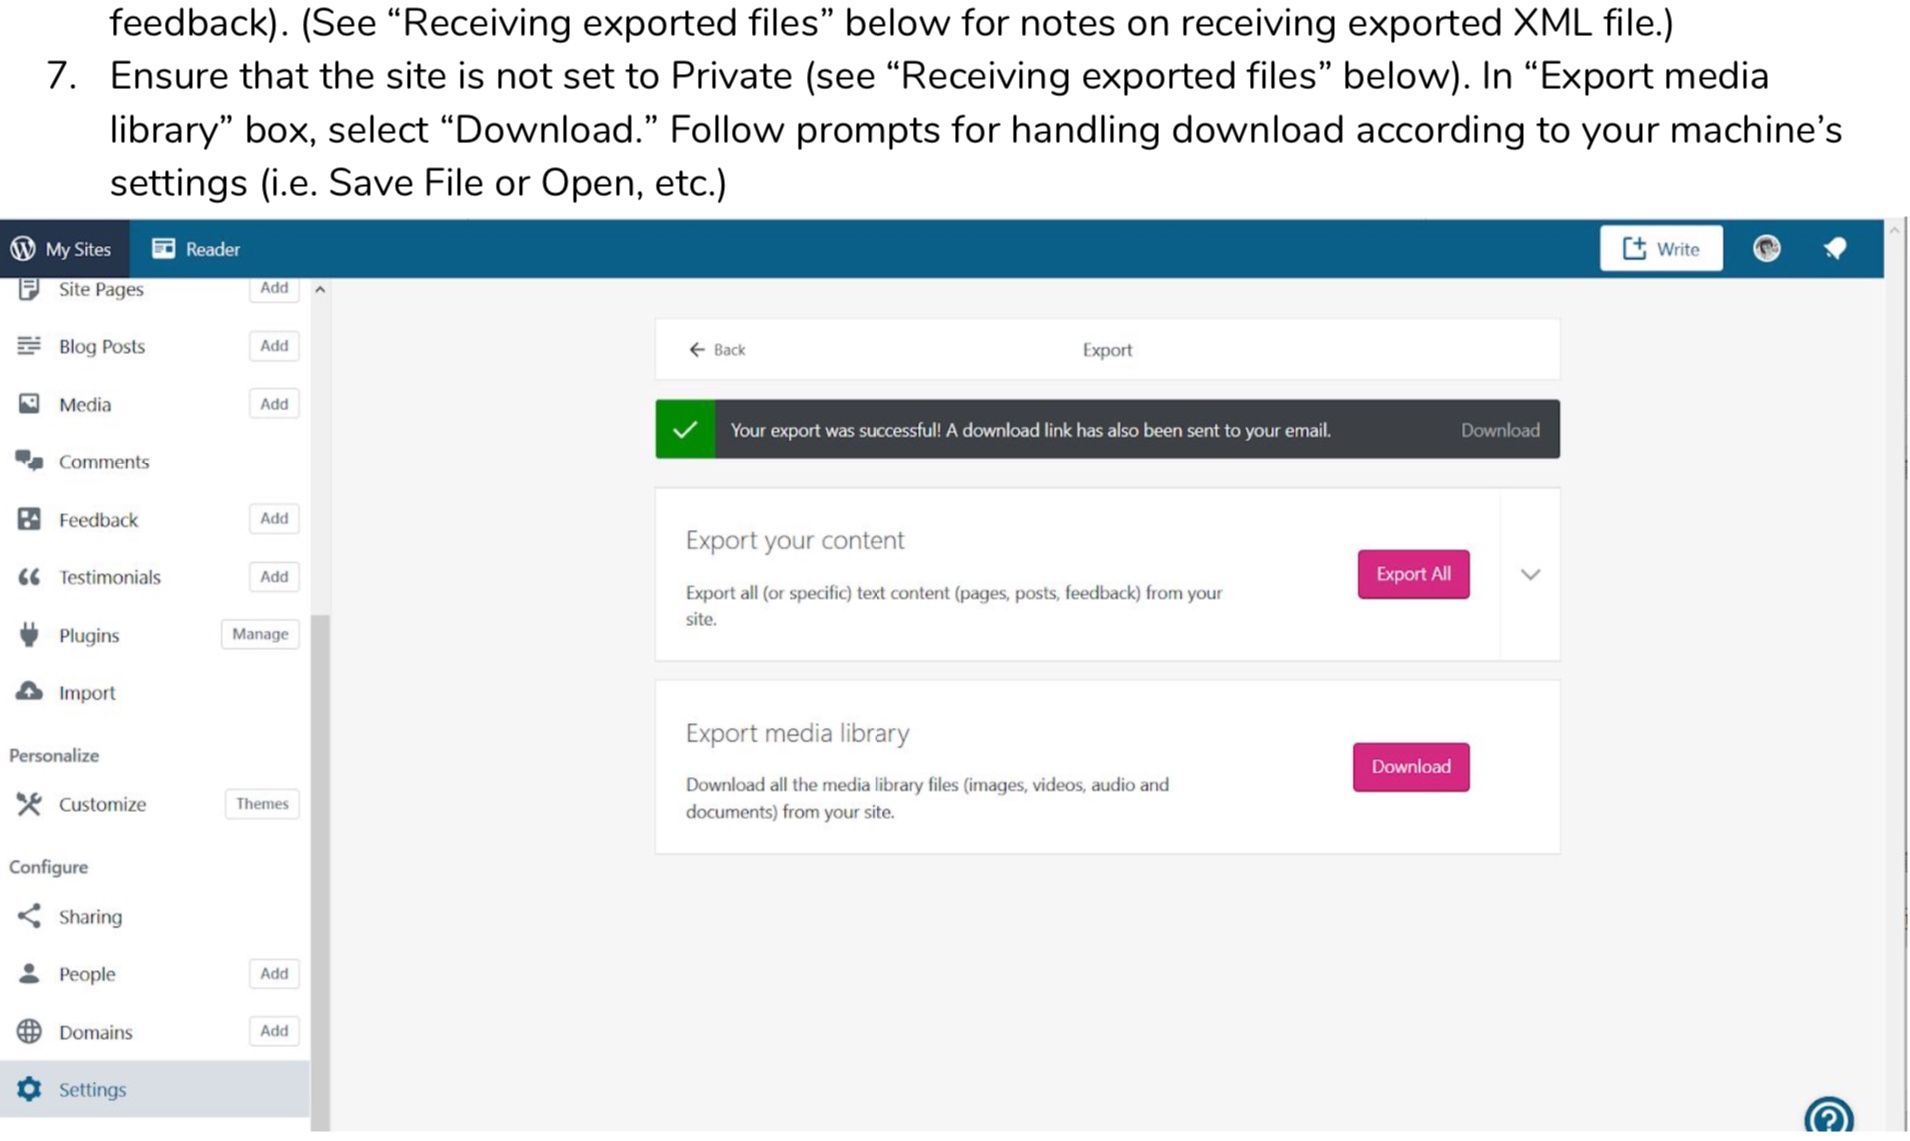 feedback). (See “Receiving exported files” below for notes on receiving exported XML file.)
7. Ensure that the site is not set to Private (see “Receiving exported files” below). In “Export media
library” box, select “Download.” Follow prompts for handling download according to your machine’s
settings (i.e. Save File or Open, etc.)
My Sites Reader Write
Site Pages Add
Blog Posts Add
Media Add
Comments
Feedback Add
Testimonials Add
Plugins Manage
Import
Personalize
Customize Themes
Configure
Sharing
People Add
Domains Add
Settings
Back Export
Your export was successful! A download link has also been sent to your email. Download
Export your content
Export All
Export all (or specific) text content (pages, posts, feedback) from your
site.
Export media library
Download
Download all the media library files (images, videos, audio and
documents) from your site.